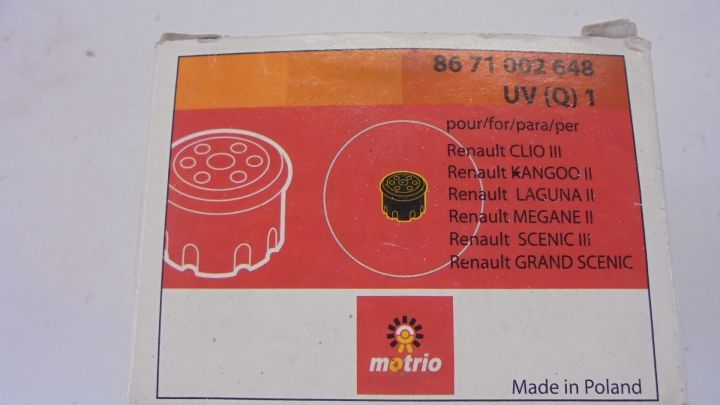 86 71 002 648
UV (Q) 1
pour/for/para/per
Renault CLIO III
Renault KANGOO II
Renault LAGUNA II
Renault MEGANE II
Renault SCENIC IIi
Renault GRAND SCENIC
motrio
Made in Poland